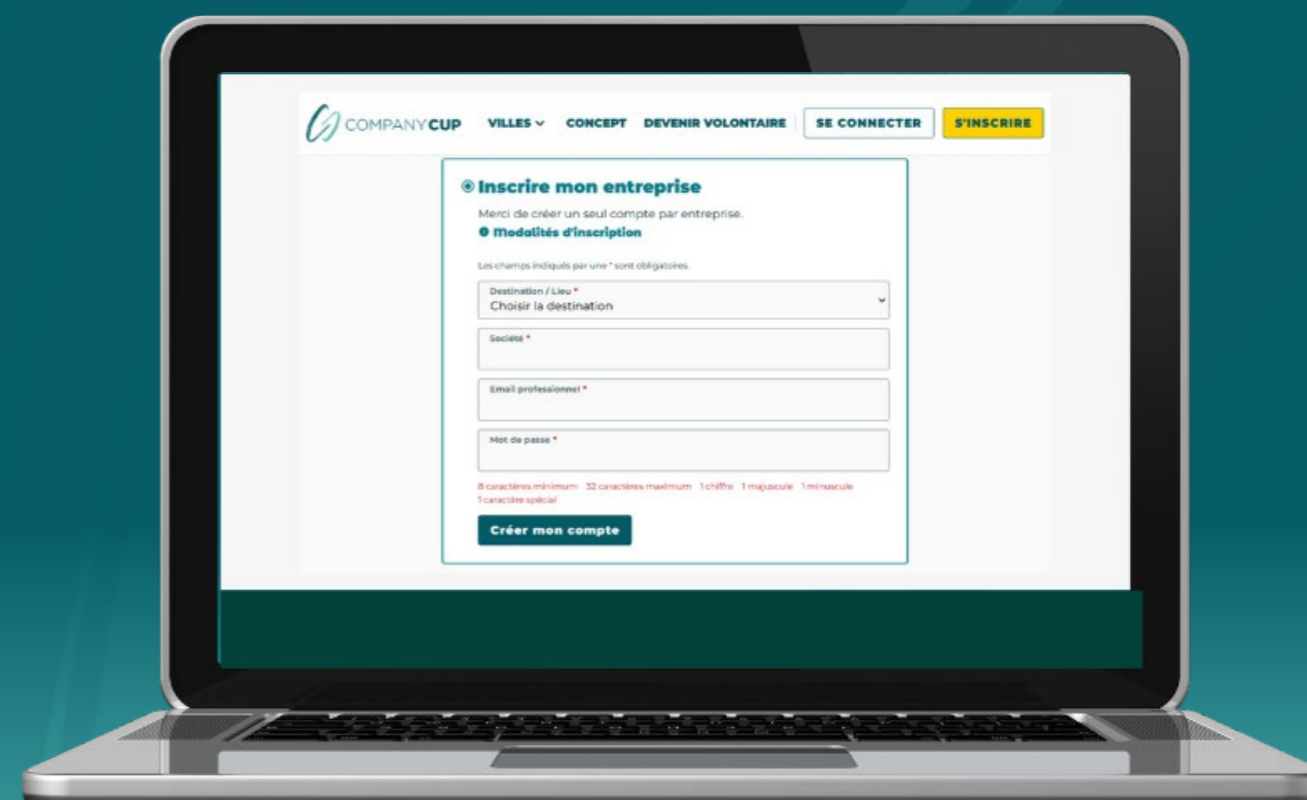 COMPANYCUP VILLES CONCEPT DEVENIR VOLONTAIRE SE CONNECTER S'INSCRIRE
Inscrire mon entreprise
Merci de créer un seul compte par entreprise.
Modalités d'inscription
Les champs indiqués par une * sont obligatoires.
Destination / Lieu *
Choisir la destination
Société *
Email professionnel *
Mot de passe *
8 caractères minimum 32 caractères maximum 1 chiffre 1 majuscule 1 minuscule
1 caractère spécial
Créer mon compte